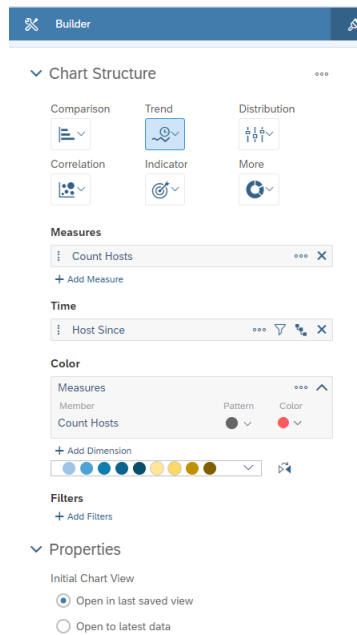 Builder
Chart Structure
Comparison Trend Distribution
Correlation Indicator More
Measures
Count Hosts
+ Add Measure
Time
Host Since
Color
Measures
Member Pattern Color
Count Hosts
+ Add Dimension
Filters
+ Add Filters
Properties
Initial Chart View
Open in last saved view
Open to latest data